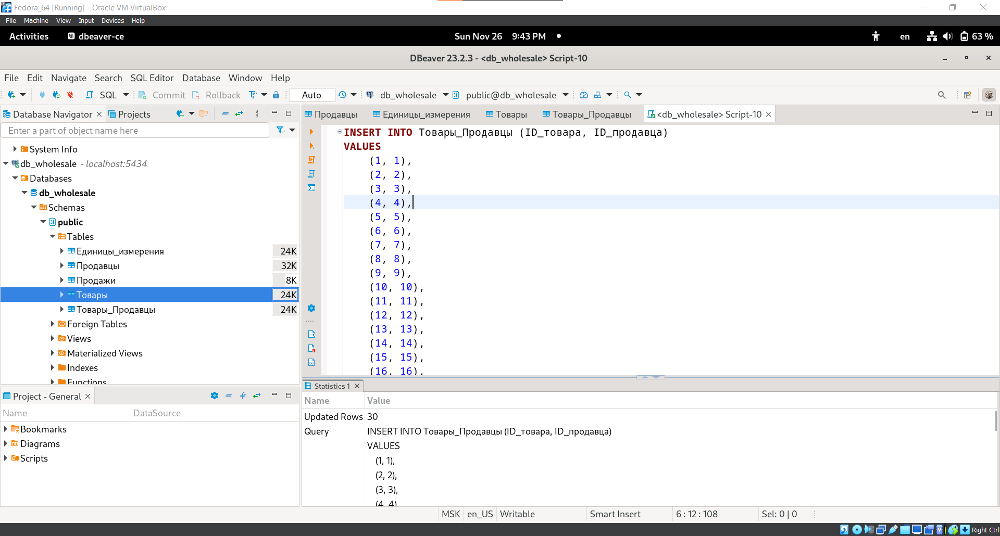 Fedora_64 [Running] - Oracle VM VirtualBox
File Machine View Input Devices Help
Activities dbeaver-ce Sun Nov 26 9:43 PM en 63 %
DBeaver 23.2.3 - <db_wholesale> Script-10
File Edit Navigate Search SQL Editor Database Window Help
SQL Commit Rollback Auto db_wholesale public@db_wholesale
Database Navigator Projects
Enter a part of object name here
System Info
db_wholesale - localhost:5434
Databases
db_wholesale
Schemas
public
Tables
Единицы_измерения 24K
Продавцы 32K
Продажи 8K
Товары 24K
Товары_Продавцы 24K
Foreign Tables
Views
Materialized Views
Indexes
Functions
Project - General
Name DataSource
Bookmarks
Diagrams
Scripts
Продавцы Единицы_измерения Товары Товары_Продавцы <db_wholesale> Script-10
INSERT INTO Товары_Продавцы (ID_товара, ID_продавца)
VALUES
(1, 1),
(2, 2),
(3, 3),
(4, 4),
(5, 5),
(6, 6),
(7, 7),
(8, 8),
(9, 9),
(10, 10),
(11, 11),
(12, 12),
(13, 13),
(14, 14),
(15, 15),
(16, 16),
Statistics 1
Name Value
Updated Rows 30
Query INSERT INTO Товары_Продавцы (ID_товара, ID_продавца)
VALUES
(1, 1),
(2, 2),
(3, 3),
(4, 4)
MSK en_US Writable Smart Insert 6 : 12 : 108 Sel: 0 | 0
Right Ctrl